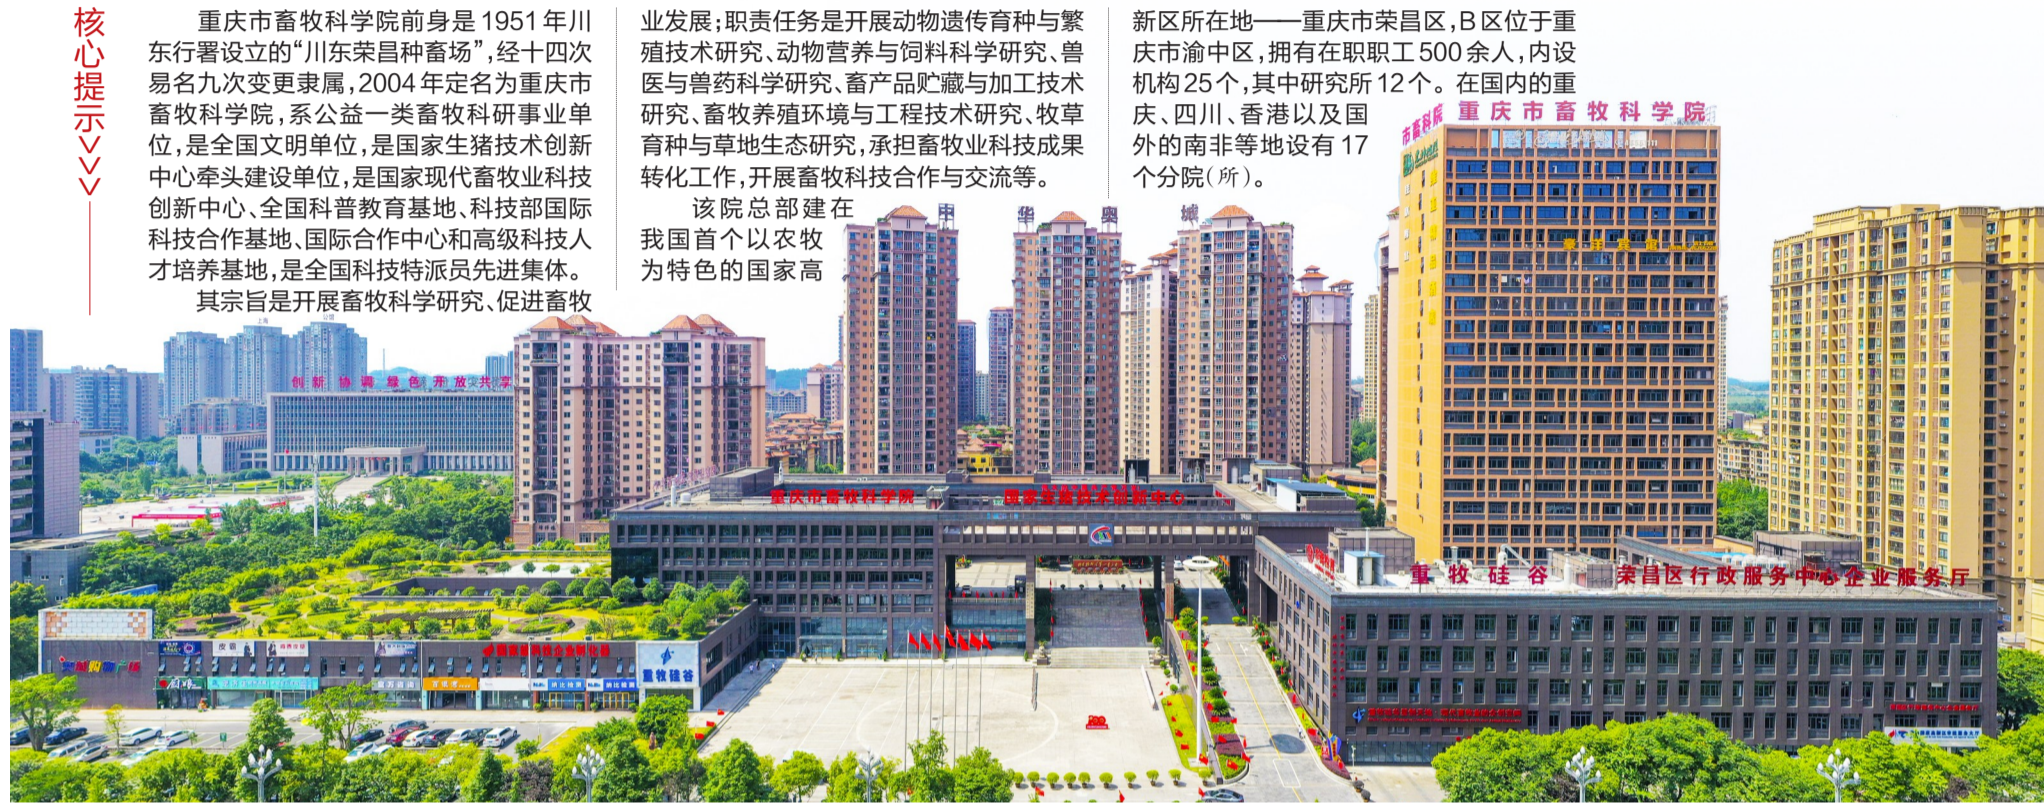 核心提示>>>
重庆市畜牧科学院前身是1951年川
东行署设立的“川东荣昌种畜场”,经十四次
易名九次变更隶属,2004年定名为重庆市
畜牧科学院,系公益一类畜牧科研事业单
位,是全国文明单位,是国家生猪技术创新
中心牵头建设单位,是国家现代畜牧业科技
创新中心、全国科普教育基地、科技部国际
科技合作基地、国际合作中心和高级科技人
才培养基地,是全国科技特派员先进集体。
其宗旨是开展畜牧科学研究、促进畜牧
业发展;职责任务是开展动物遗传育种与繁
殖技术研究、动物营养与饲料科学研究、兽
医与兽药科学研究、畜产品贮藏与加工技术
研究、畜牧养殖环境与工程技术研究、牧草
育种与草地生态研究,承担畜牧业科技成果
转化工作,开展畜牧科技合作与交流等。
该院总部建在
我国首个以农牧
为特色的国家高
新区所在地——重庆市荣昌区,B区位于重
庆市渝中区,拥有在职职工500余人,内设
机构25个,其中研究所12个。在国内的重
庆、四川、香港以及国
外的南非等地设有17
个分院(所)。
市畜科院
重庆市畜牧科学院
中华奥城
创新 协调 绿色 开放 共享
重庆市畜牧科学院
国家生猪技术创新中心
重牧硅谷
荣昌区行政服务中心企业服务厅
重牧硅谷